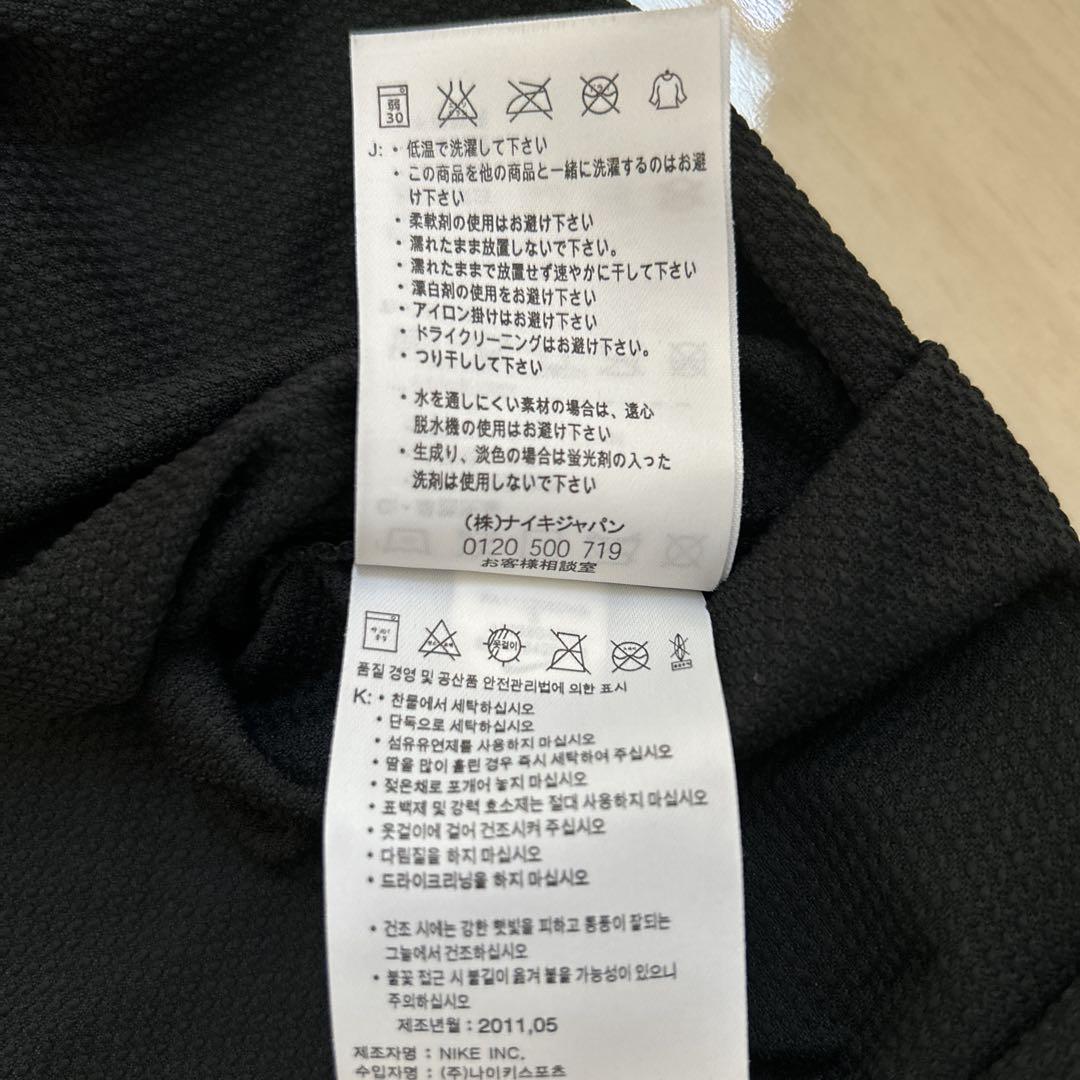 弱
30
J: • 低温で洗濯して下さい
• この商品を他の商品と一緒に洗濯するのはお避
け下さい
• 柔軟剤の使用はお避け下さい
• 濡れたまま放置しないで下さい。
• 濡れたままで放置せず速やかに干して下さい
• 漂白剤の使用をお避け下さい
• アイロン掛けはお避け下さい
• ドライクリーニングはお避け下さい。
• つり干しして下さい
• 水を通しにくい素材の場合は、遠心
脱水機の使用はお避け下さい
• 生成り、淡色の場合は蛍光剤の入った
洗剤は使用しないで下さい
(株)ナイキジャパン
0120 500 719
お客様相談室
옷걸이
품질 경영 및 공산품 안전관리법에 의한 표시
K: • 찬물에서 세탁하십시오
• 단독으로 세탁하십시오
• 섬유유연제를 사용하지 마십시오
• 땀을 많이 흘린 경우 즉시 세탁하여 주십시오
• 젖은채로 포개어 놓지 마십시오
• 표백제 및 강력 효소제는 절대 사용하지 마십시오
• 옷걸이에 걸어 건조시켜 주십시오
• 다림질을 하지 마십시오
• 드라이크리닝을 하지 마십시오
• 건조 시에는 강한 햇빛을 피하고 통풍이 잘되는
그늘에서 건조하십시오
• 불꽃 접근 시 불길이 옮겨 붙을 가능성이 있으니
주의하십시오
제조년월 : 2011,05
제조자명 : NIKE INC.
수입자명 : (주)나이키스포츠